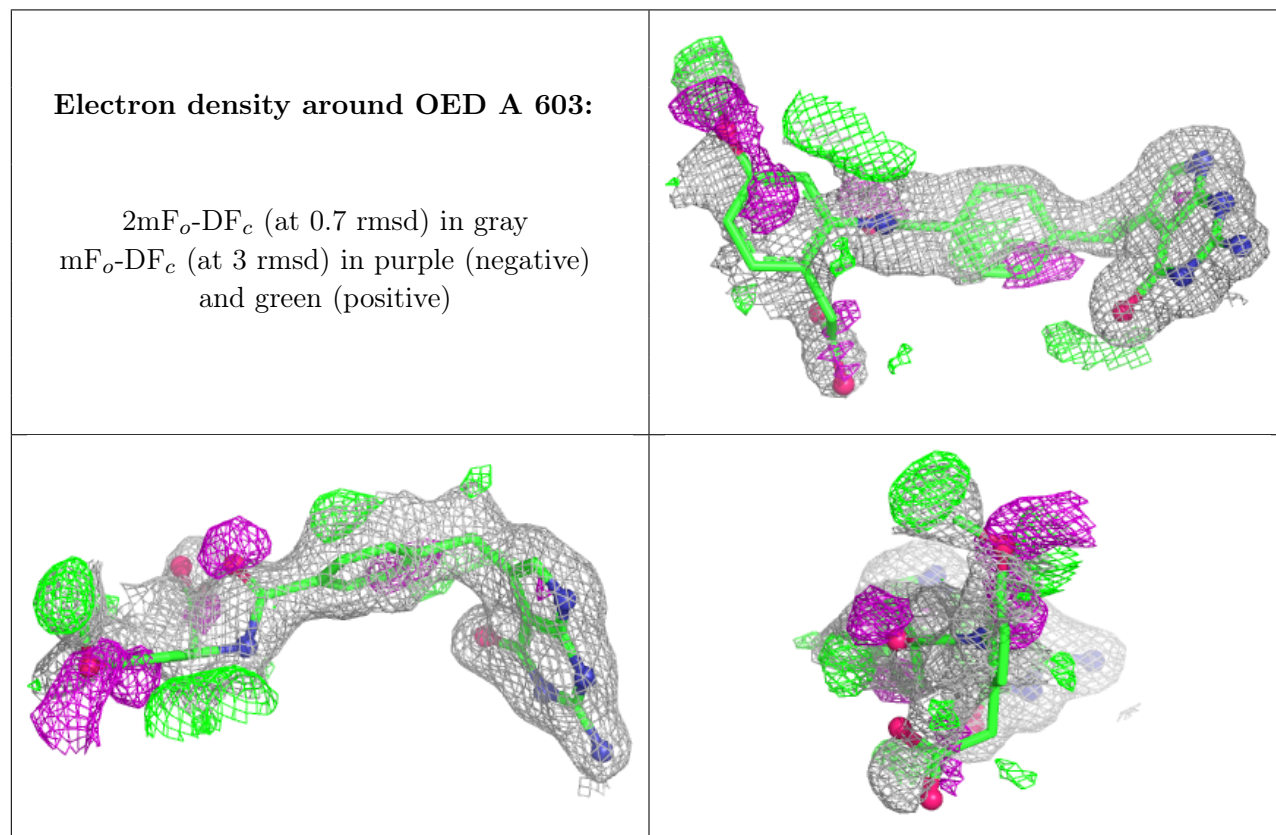 Electron density around OED A 603:
2mFo-DFc (at 0.7 rmsd) in gray
mFo-DFc (at 3 rmsd) in purple (negative)
and green (positive)